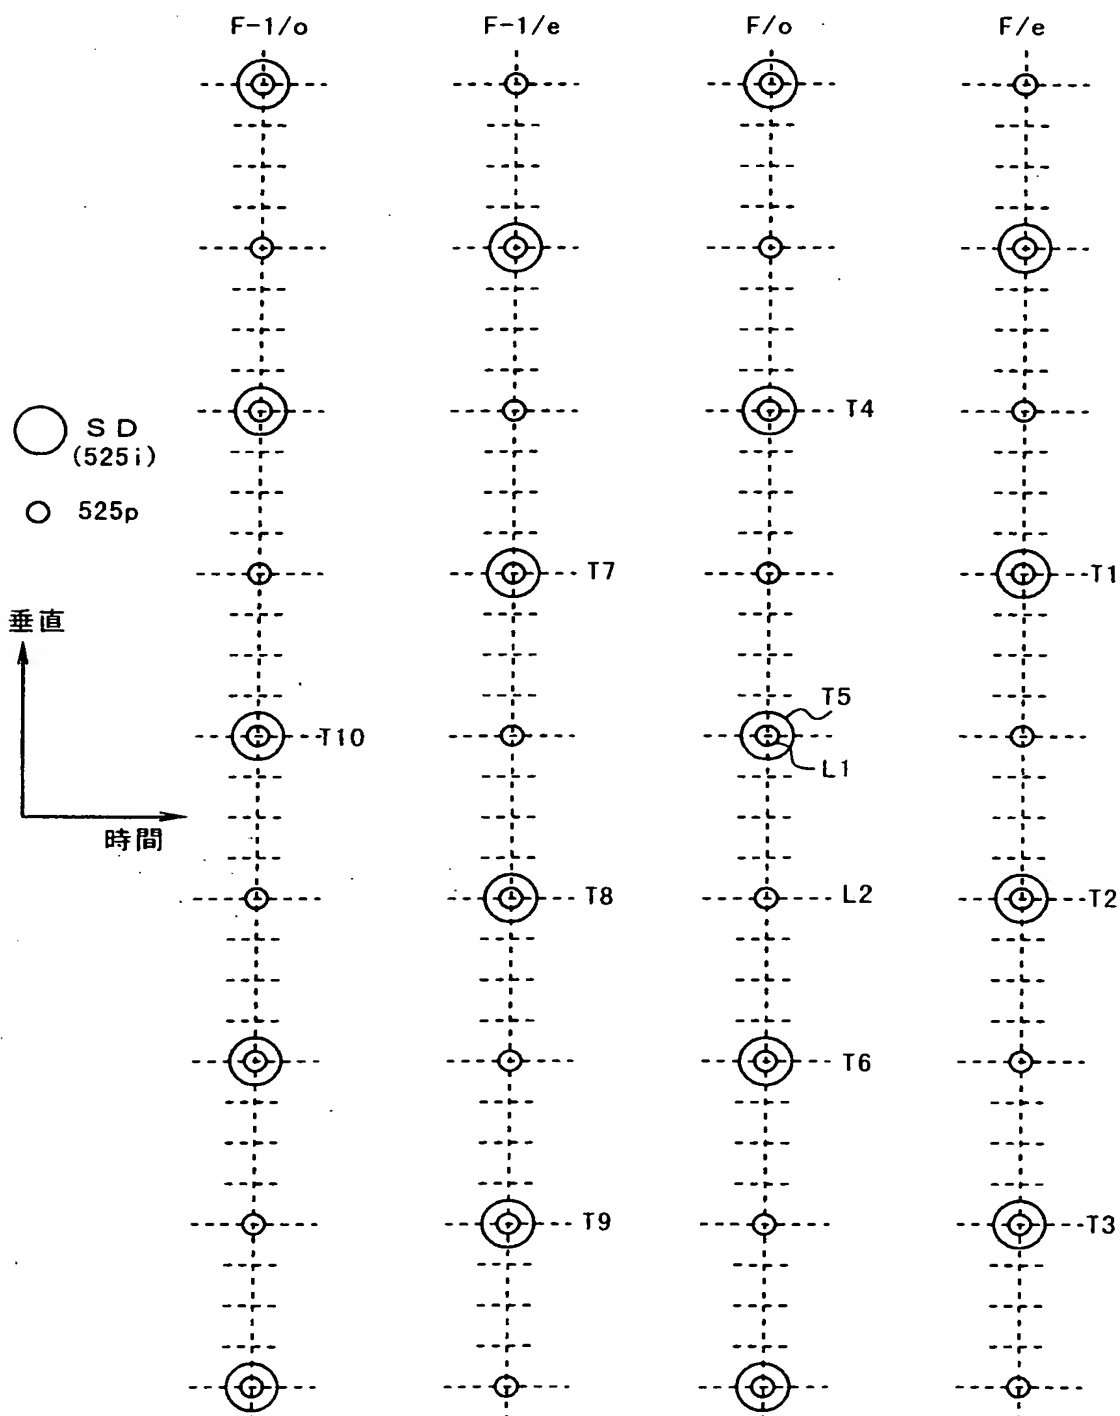 F-1/o F-1/e F/o F/e
T4
SD
(525i)
525p
T7 T1
垂直
T5
T10
L1
時間
T8 L2 T2
T6
T9 T3